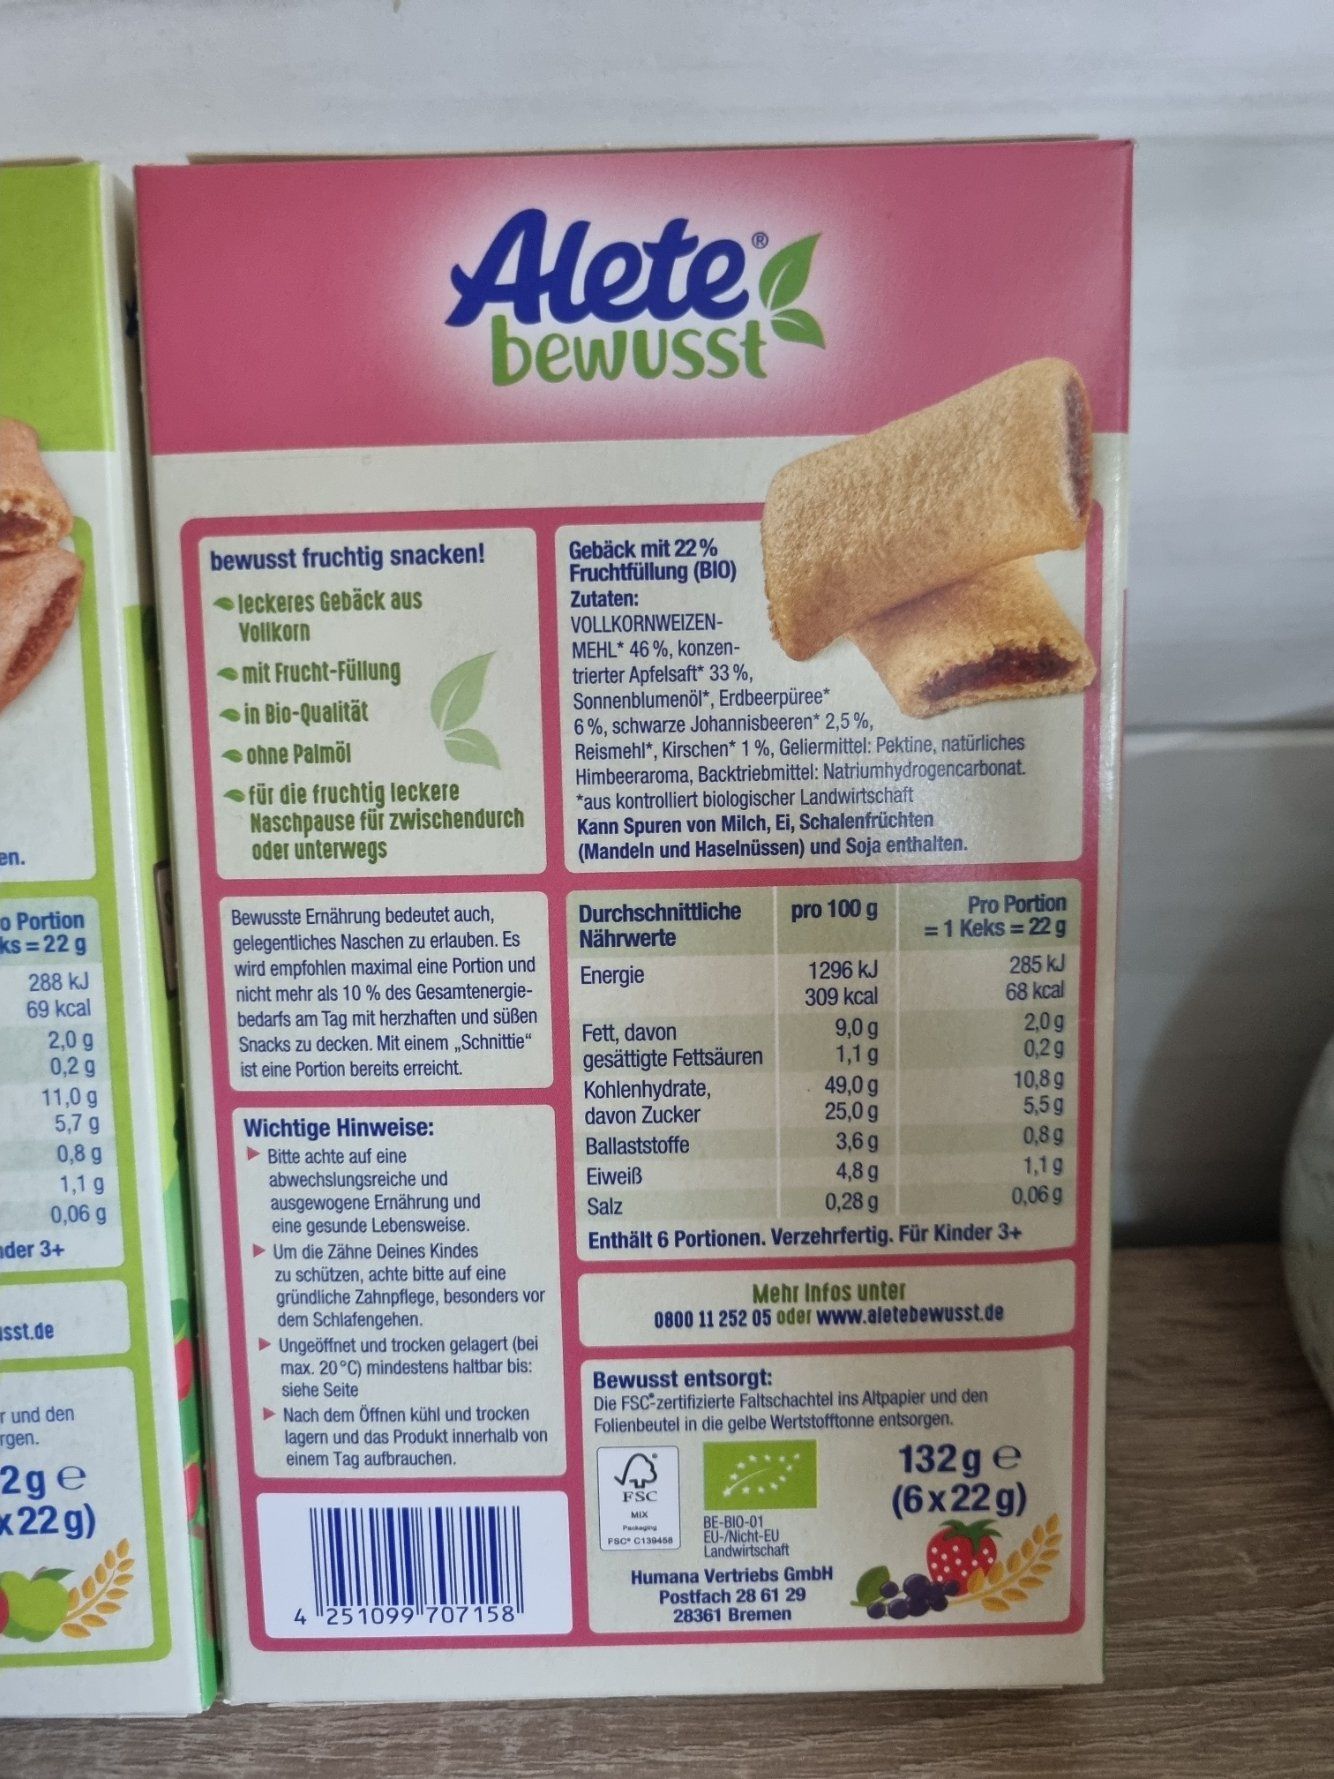 Alete®
bewusst
bewusst fruchtig snacken!
leckeres Gebäck aus
Vollkorn
mit Frucht-Füllung
in Bio-Qualität
ohne Palmöl
für die fruchtig leckere
Naschpause für zwischendurch
oder unterwegs
Gebäck mit 22 %
Fruchtfüllung (BIO)
Zutaten:
VOLLKORNWEIZEN-
MEHL* 46 %, konzen-
trierter Apfelsaft* 33 %,
Sonnenblumenöl*, Erdbeerpüree*
6 %, schwarze Johannisbeeren* 2,5 %,
Reismehl*, Kirschen* 1 %, Geliermittel: Pektine, natürliches
Himbeeraroma, Backtriebmittel: Natriumhydrogencarbonat.
*aus kontrolliert biologischer Landwirtschaft
Kann Spuren von Milch, Ei, Schalenfrüchten
(Mandeln und Haselnüssen) und Soja enthalten.
Bewusste Ernährung bedeutet auch,
gelegentliches Naschen zu erlauben. Es
wird empfohlen maximal eine Portion und
nicht mehr als 10 % des Gesamtenergie-
bedarfs am Tag mit herzhaften und süßen
Snacks zu decken. Mit einem „Schnittie“
ist eine Portion bereits erreicht.
Wichtige Hinweise:
Bitte achte auf eine
abwechslungsreiche und
ausgewogene Ernährung und
eine gesunde Lebensweise.
Um die Zähne Deines Kindes
zu schützen, achte bitte auf eine
gründliche Zahnpflege, besonders vor
dem Schlafengehen.
Ungeöffnet und trocken gelagert (bei
max. 20°C) mindestens haltbar bis:
siehe Seite
Nach dem Öffnen kühl und trocken
lagern und das Produkt innerhalb von
einem Tag aufbrauchen.
4 251099 707158
Durchschnittliche Nährwerte pro 100 g Pro Portion = 1 Keks = 22 g
Energie 1296 kJ 285 kJ
309 kcal 68 kcal
Fett, davon 9,0 g 2,0 g
gesättigte Fettsäuren 1,1 g 0,2 g
Kohlenhydrate, 49,0 g 10,8 g
davon Zucker 25,0 g 5,5 g
Ballaststoffe 3,6 g 0,8 g
Eiweiß 4,8 g 1,1 g
Salz 0,28 g 0,06 g
Enthält 6 Portionen. Verzehrfertig. Für Kinder 3+
Mehr Infos unter
0800 11 252 05 oder www.aletebewusst.de
Bewusst entsorgt:
Die FSC®-zertifizierte Faltschachtel ins Altpapier und den
Folienbeutel in die gelbe Wertstofftonne entsorgen.
FSC
MIX
Packaging
FSC® C139458
BE-BIO-01
EU-/Nicht-EU
Landwirtschaft
132g e
(6x22g)
Humana Vertriebs GmbH
Postfach 28 61 29
28361 Bremen
en.
o Portion
ks = 22 g
288 kJ
69 kcal
2,0 g
0,2 g
11,0 g
5,7 g
0,8 g
1,1 g
0,06 g
der 3+
sst.de
r und den
rgen.
2g e
x22g)